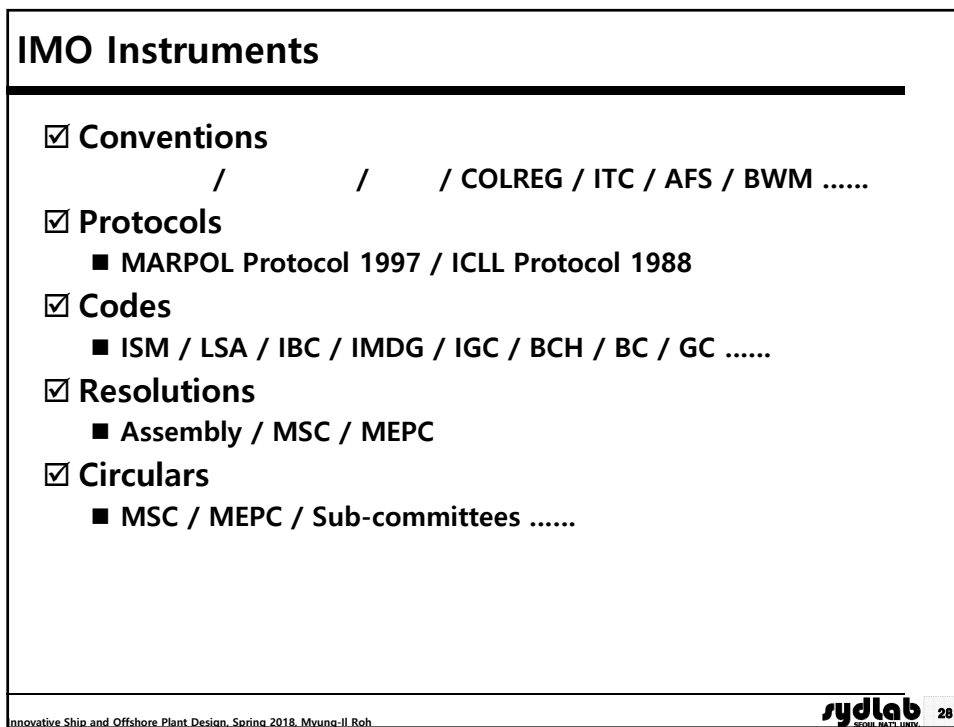 IMO Instruments
☑ Conventions
/ / / COLREG / ITC / AFS / BWM ......
☑ Protocols
■ MARPOL Protocol 1997 / ICLL Protocol 1988
☑ Codes
■ ISM / LSA / IBC / IMDG / IGC / BCH / BC / GC ......
☑ Resolutions
■ Assembly / MSC / MEPC
☑ Circulars
■ MSC / MEPC / Sub-committees ......
Innovative Ship and Offshore Plant Design, Spring 2018, Myung-Il Roh
sydlab 28
SEOUL NAT'L UNIV.